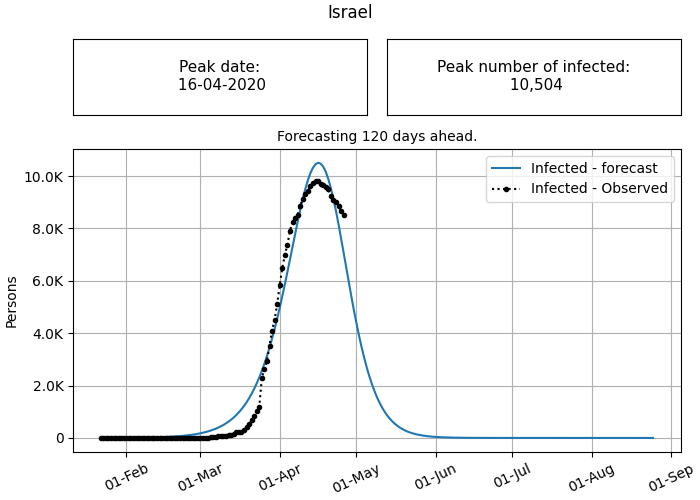 Israel
Peak date:
16-04-2020
Peak number of infected:
10,504
Forecasting 120 days ahead.
Infected - forecast
Infected - Observed
Persons
10.0K
8.0K
6.0K
4.0K
2.0K
0
01-Feb
01-Mar
01-Apr
01-May
01-Jun
01-Jul
01-Aug
01-Sep